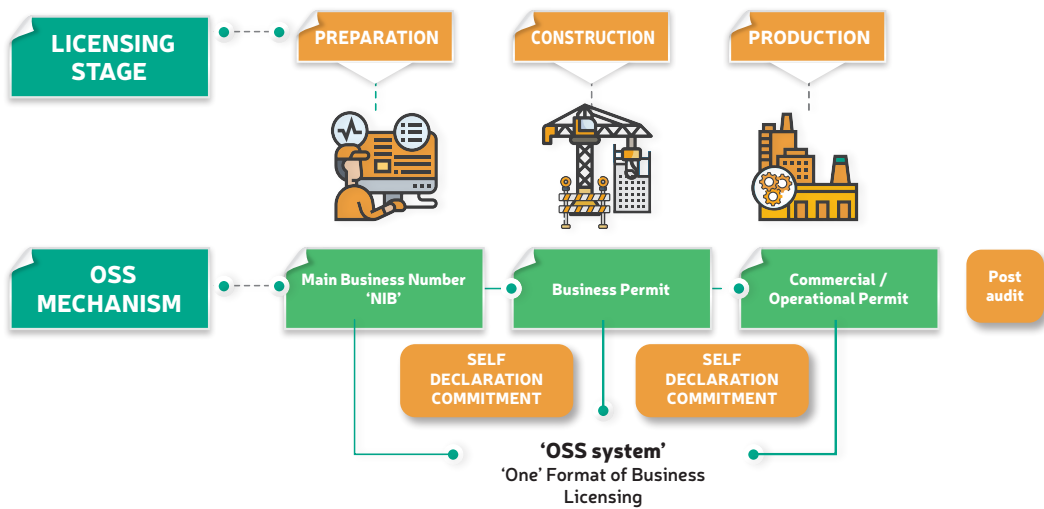 LICENSING
STAGE
PREPARATION
CONSTRUCTION
PRODUCTION
OSS
MECHANISM
Main Business Number
‘NIB’
Business Permit
Commercial /
Operational Permit
Post
audit
SELF
DECLARATION
COMMITMENT
SELF
DECLARATION
COMMITMENT
‘OSS system’
‘One’ Format of Business
Licensing